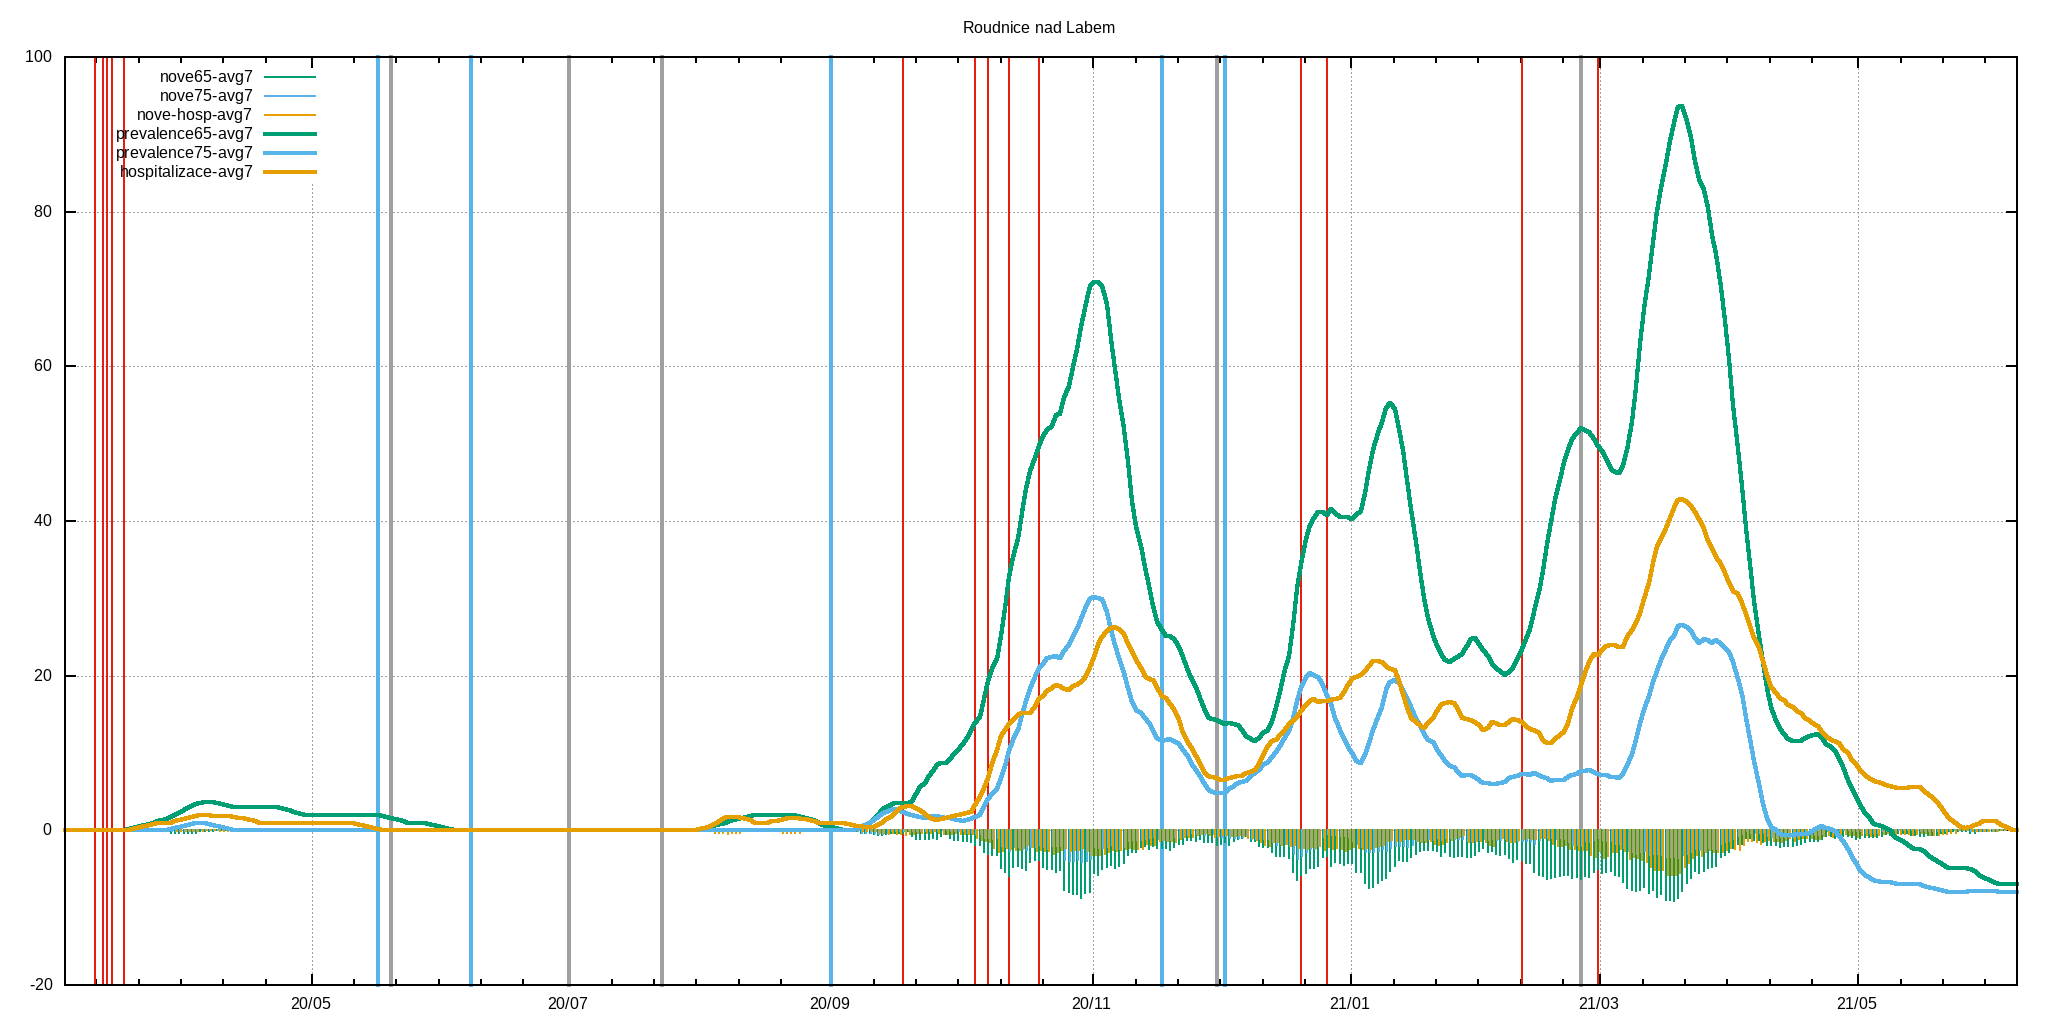 Roudnice nad Labem
100
80
60
40
20
0
-20
nove65-avg7
nove75-avg7
nove-hosp-avg7
prevalence65-avg7
prevalence75-avg7
hospitalizace-avg7
20/05
20/07
20/09
20/11
21/01
21/03
21/05